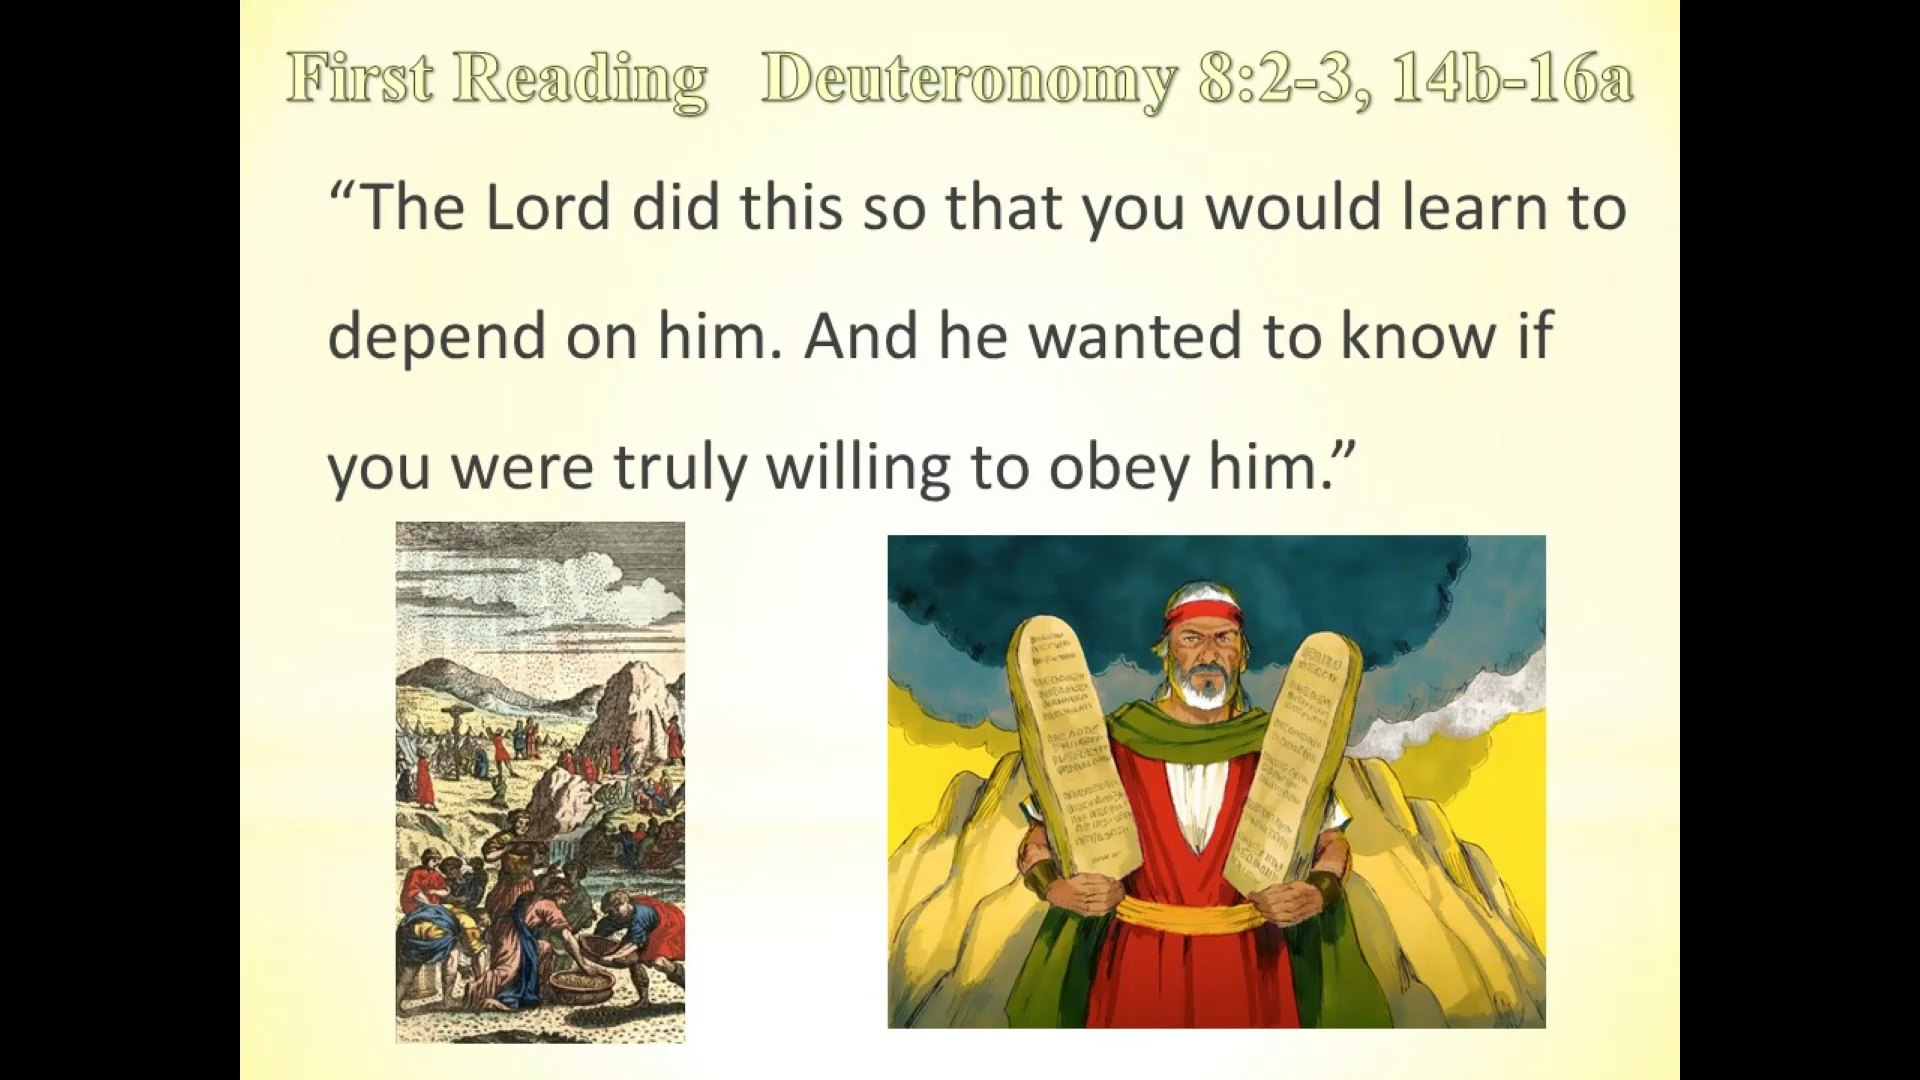 First Reading Deuteronomy 8:2-3, 14b-16a
“The Lord did this so that you would learn to
depend on him. And he wanted to know if
you were truly willing to obey him.”